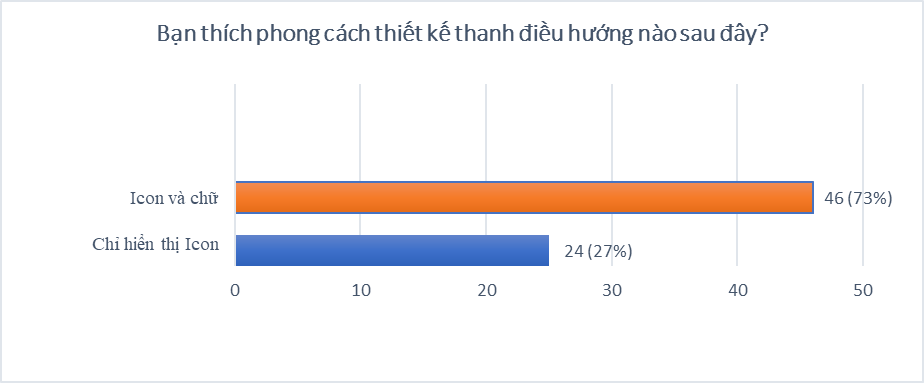 Bạn thích phong cách thiết kế thanh điều hướng nào sau đây?
Icon và chữ
46 (73%)
Chỉ hiển thị Icon
24 (27%)
0 10 20 30 40 50